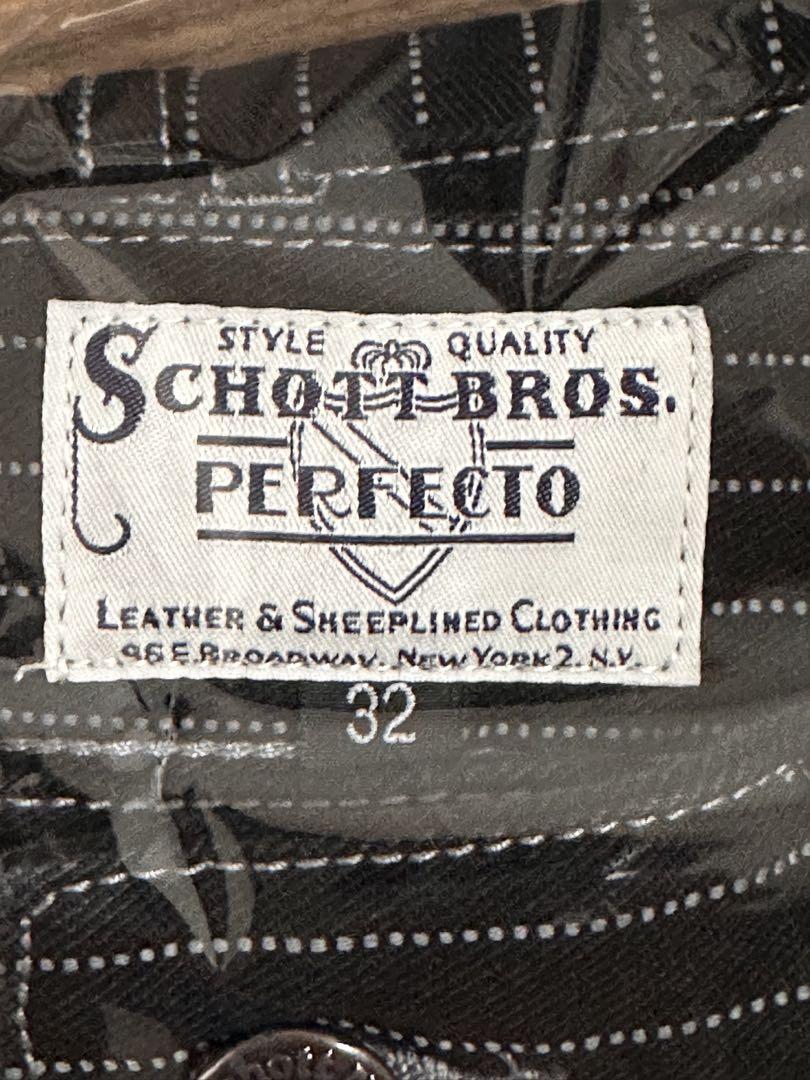 STYLE QUALITY
SCHOTT BROS.
PERFECTO
LEATHER & SHEEPLINED CLOTHING
96 E. BROADWAY. NEW YORK 2. N.Y.
32